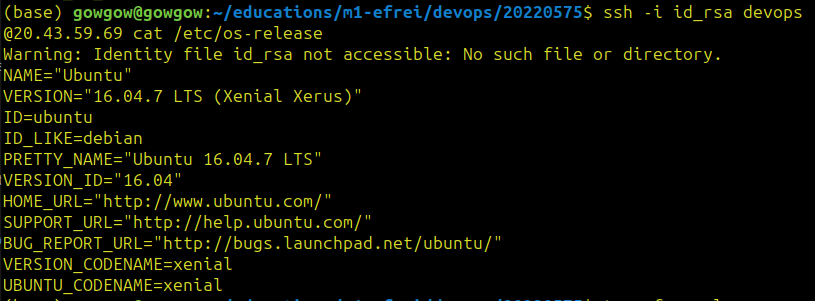 (base) gowgow@gowgow:~/educations/m1-efrei/devops/20220575$ ssh -i id_rsa devops
@20.43.59.69 cat /etc/os-release
Warning: Identity file id_rsa not accessible: No such file or directory.
NAME="Ubuntu"
VERSION="16.04.7 LTS (Xenial Xerus)"
ID=ubuntu
ID_LIKE=debian
PRETTY_NAME="Ubuntu 16.04.7 LTS"
VERSION_ID="16.04"
HOME_URL="http://www.ubuntu.com/"
SUPPORT_URL="http://help.ubuntu.com/"
BUG_REPORT_URL="http://bugs.launchpad.net/ubuntu/"
VERSION_CODENAME=xenial
UBUNTU_CODENAME=xenial